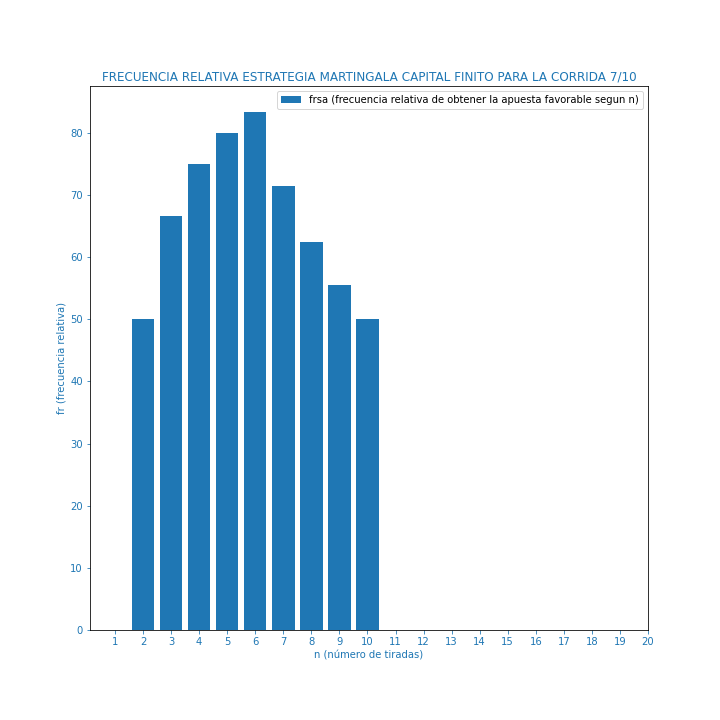 FRECUENCIA RELATIVA ESTRATEGIA MARTINGALA CAPITAL FINITO PARA LA CORRIDA 7/10
frsa (frecuencia relativa de obtener la apuesta favorable segun n)
80
70
60
50
40
30
20
10
0
fr (frecuencia relativa)
1 2 3 4 5 6 7 8 9 10 11 12 13 14 15 16 17 18 19 20
n (número de tiradas)